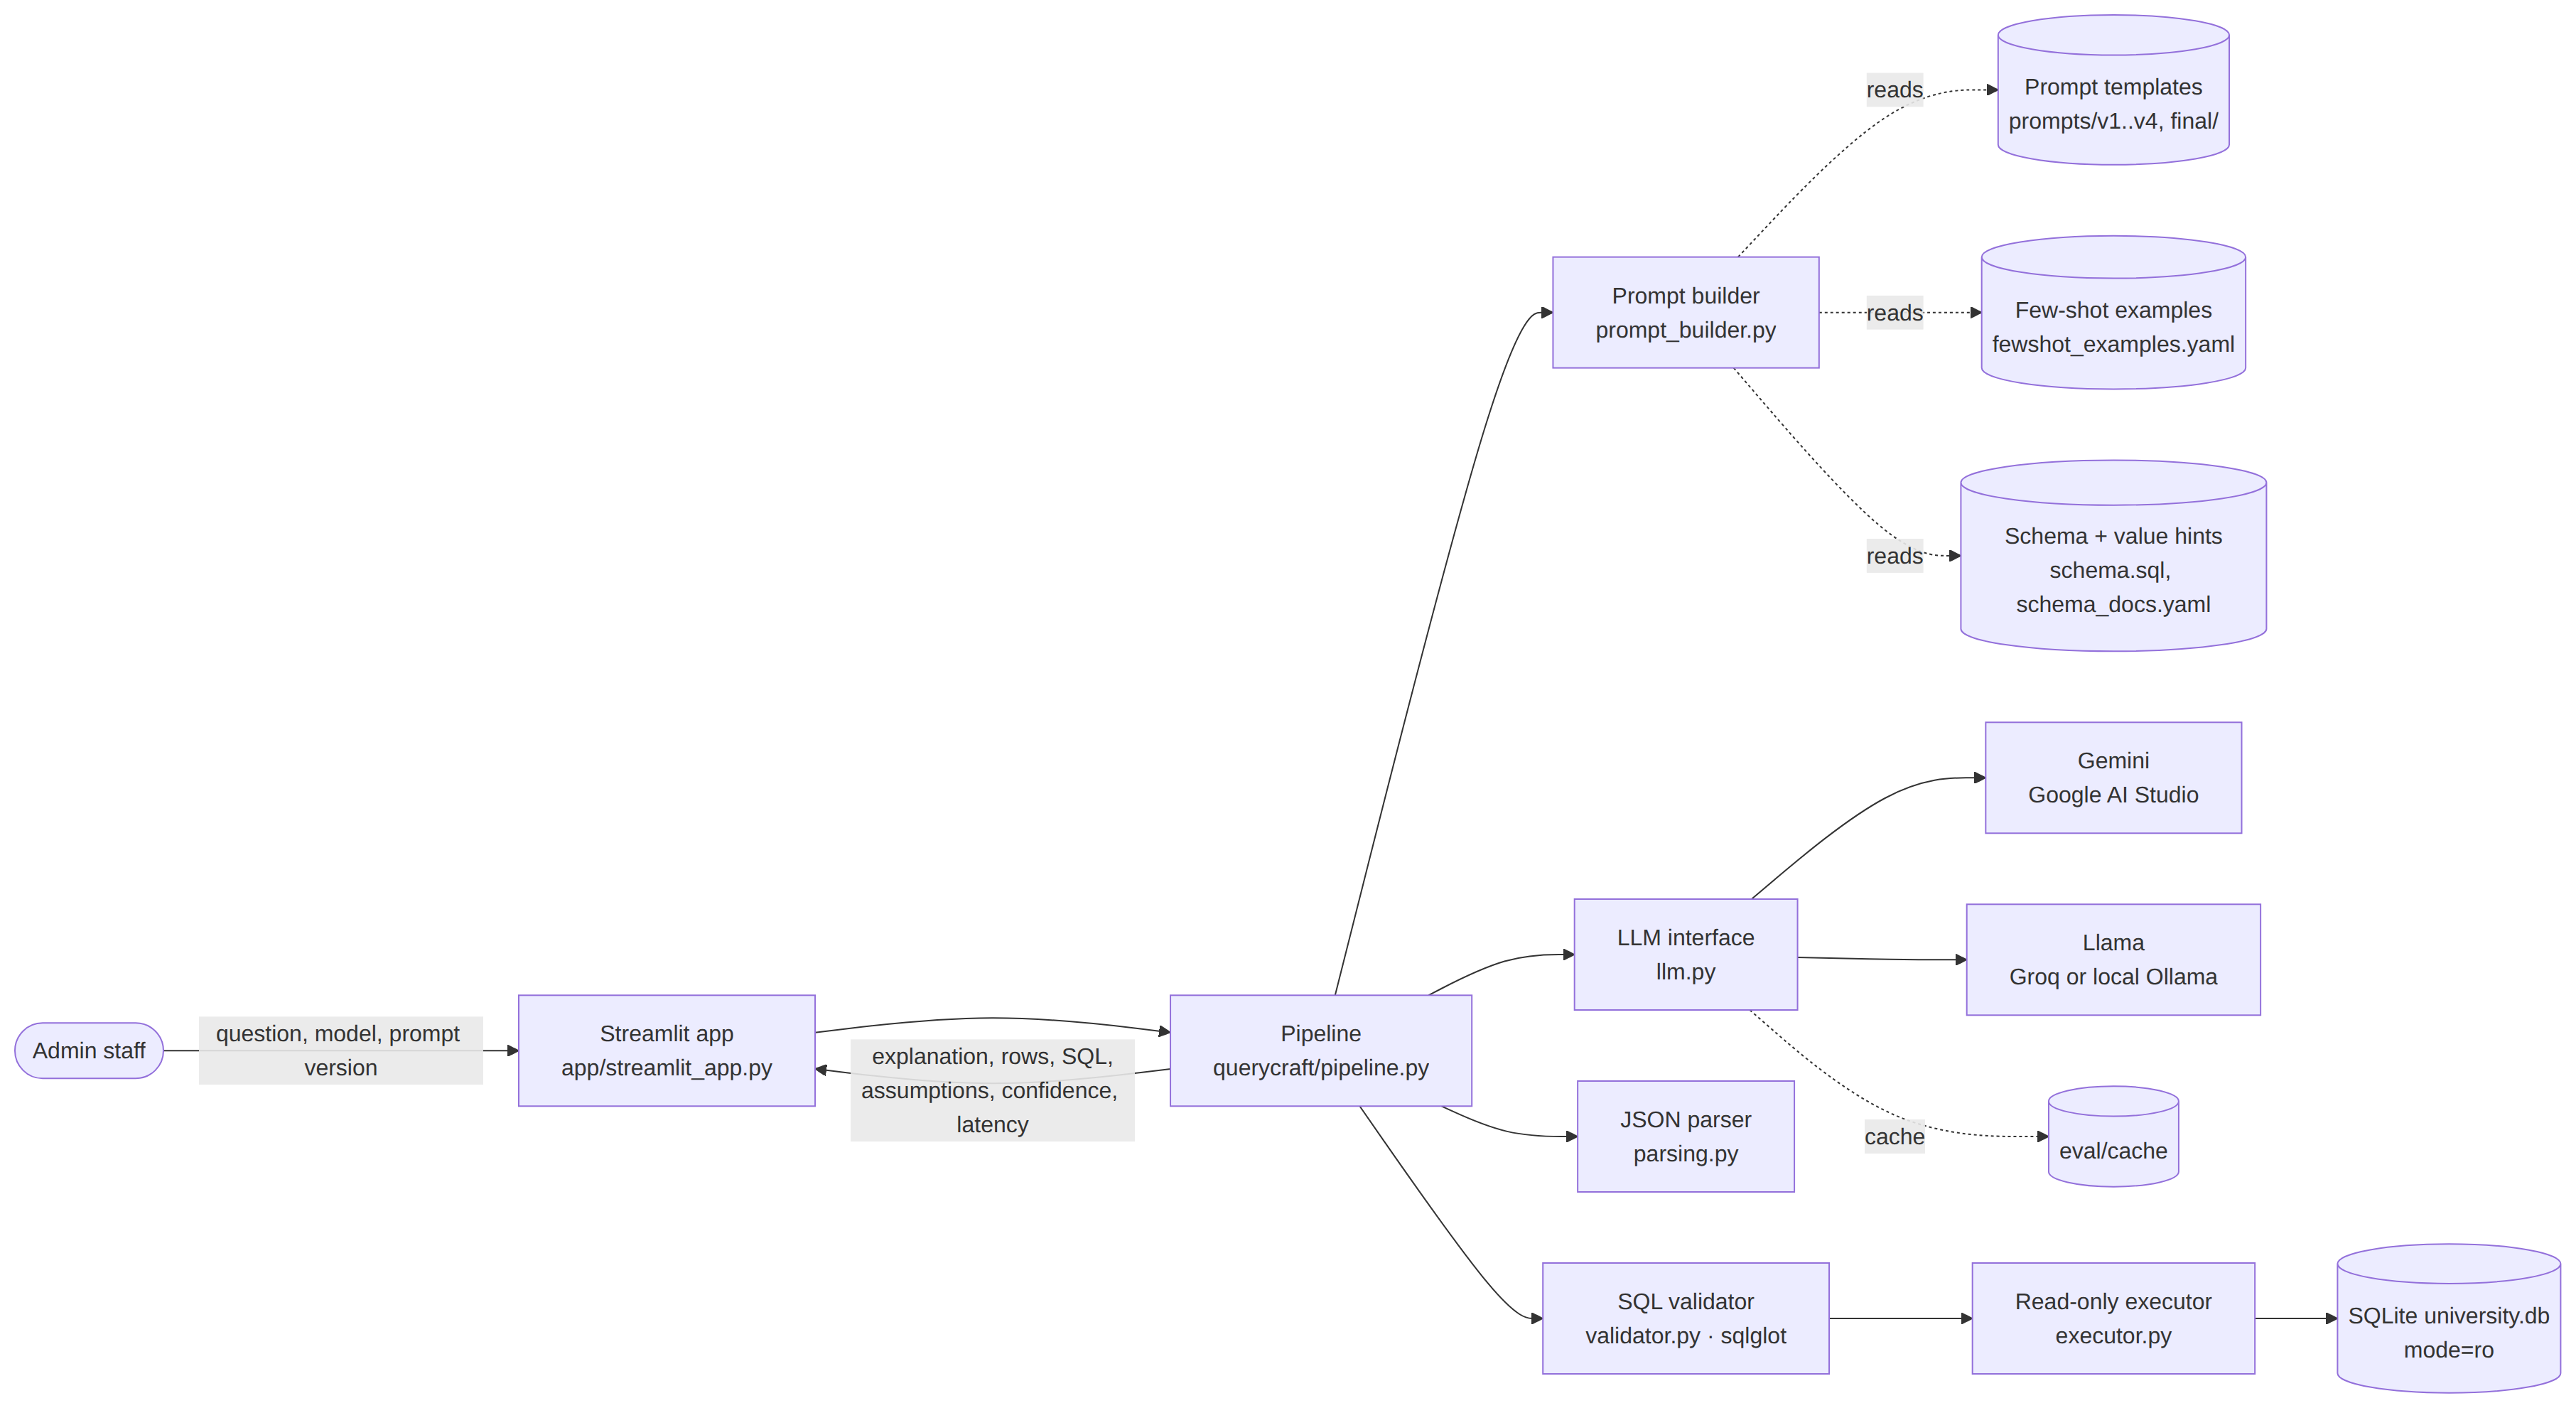 Prompt templates
prompts/v1..v4, final/
reads
Few-shot examples
fewshot_examples.yaml
reads
Prompt builder
prompt_builder.py
Schema + value hints
schema.sql,
schema_docs.yaml
reads
Gemini
Google AI Studio
LLM interface
llm.py
Llama
Groq or local Ollama
Admin staff
question, model, prompt
version
Streamlit app
app/streamlit_app.py
explanation, rows, SQL,
assumptions, confidence,
latency
Pipeline
querycraft/pipeline.py
JSON parser
parsing.py
cache
eval/cache
SQL validator
validator.py · sqlglot
Read-only executor
executor.py
SQLite university.db
mode=ro